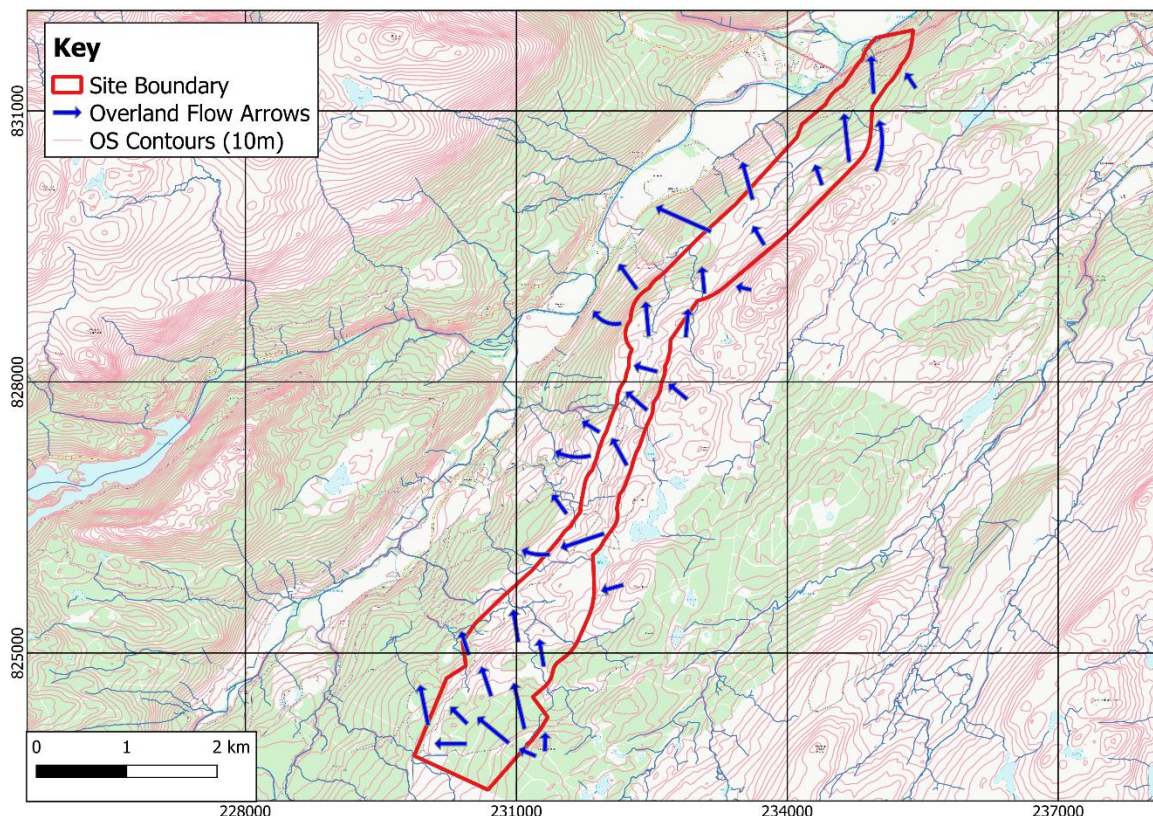 Key
Site Boundary
Overland Flow Arrows
OS Contours (10m)
831000
828000
825000
0 1 2 km
228000 231000 234000 237000